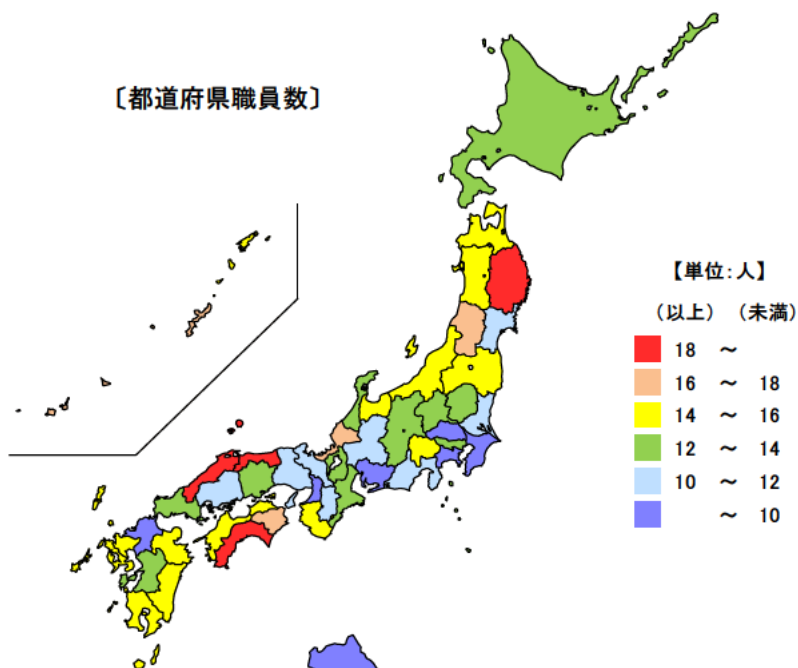 〔都道府県職員数〕
【単位：人】
（以上）（未満）
18 ～
16 ～ 18
14 ～ 16
12 ～ 14
10 ～ 12
～ 10